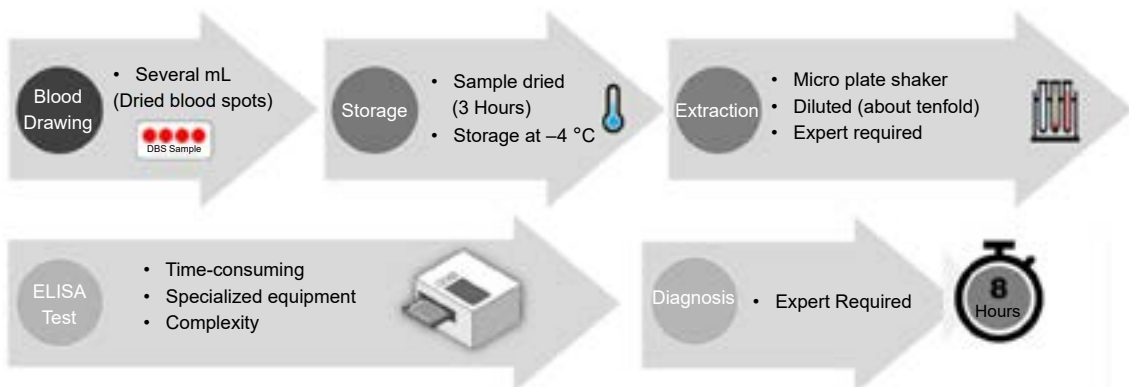 Blood
Drawing
• Several mL
(Dried blood spots)
DBS Sample
Storage
• Sample dried
(3 Hours)
• Storage at –4 °C
Extraction
• Micro plate shaker
• Diluted (about tenfold)
• Expert required
ELISA
Test
• Time-consuming
• Specialized equipment
• Complexity
Diagnosis
• Expert Required
8
Hours